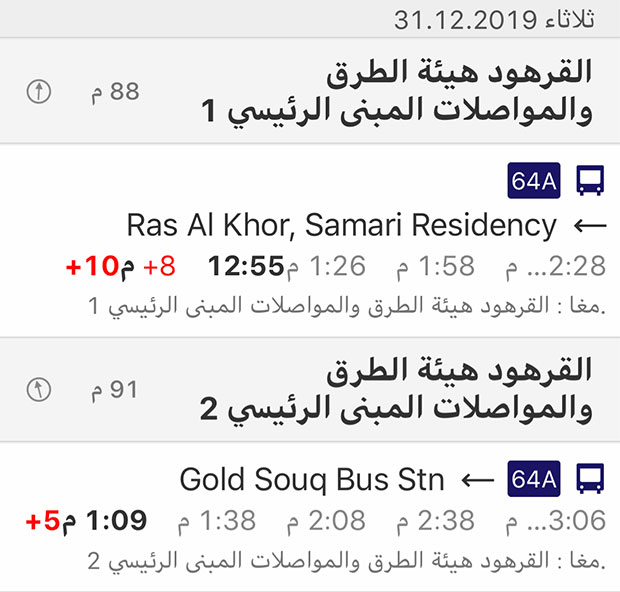 ثلاثاء 31.12.2019
القرهود هيئة الطرق
والمواصلات المبنى الرئيسي 1
88 م
64A
Ras Al Khor, Samari Residency ←
+10م +8 12:55م 1:26 م 1:58 م ...2:28
مغا : القرهود هيئة الطرق والمواصلات المبنى الرئيسي 1.
القرهود هيئة الطرق
والمواصلات المبنى الرئيسي 2
91 م
Gold Souq Bus Stn ← 64A
+5م 1:09 م 1:38 م 2:08 م 2:38 م ...3:06
مغا : القرهود هيئة الطرق والمواصلات المبنى الرئيسي 2.